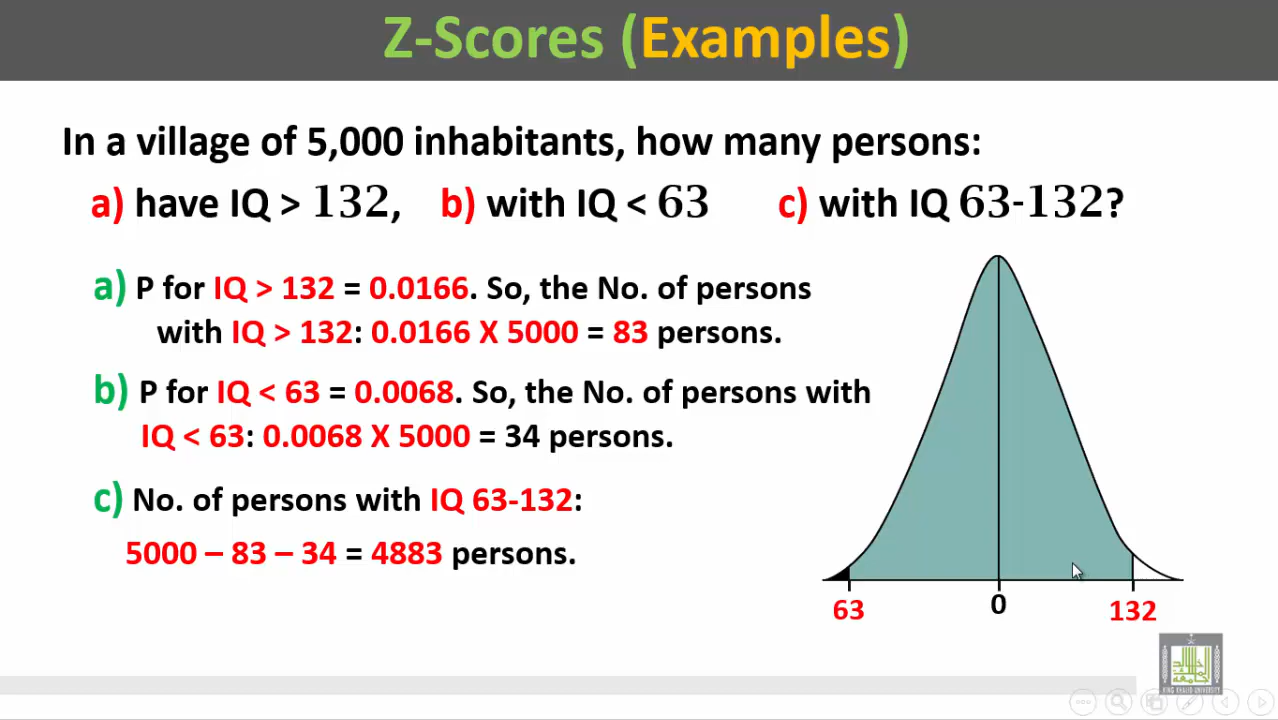 Z-Scores (Examples)
In a village of 5,000 inhabitants, how many persons:
a) have IQ > 132, b) with IQ < 63 c) with IQ 63-132?
a) P for IQ > 132 = 0.0166. So, the No. of persons
with IQ > 132: 0.0166 X 5000 = 83 persons.
b) P for IQ < 63 = 0.0068. So, the No. of persons with
IQ < 63: 0.0068 X 5000 = 34 persons.
c) No. of persons with IQ 63-132:
5000 – 83 – 34 = 4883 persons.
63 0 132
KING KHALID UNIVERSITY